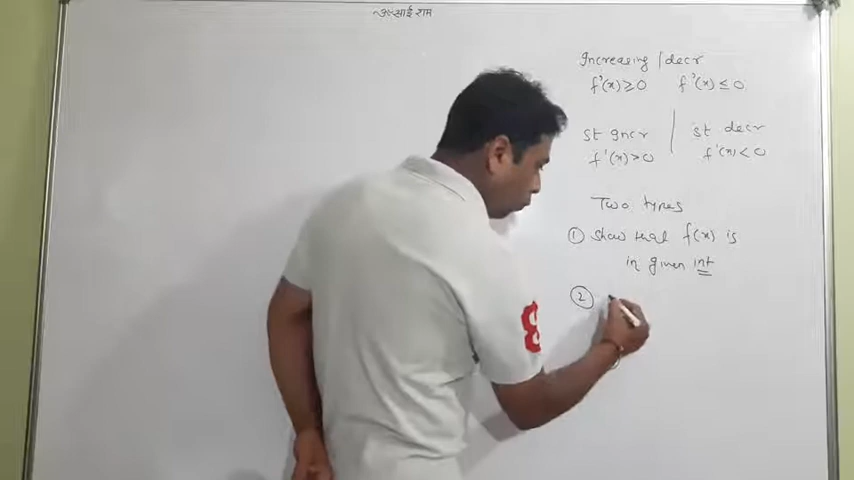 ॐ साई राम
Increasing / decr
f'(x) ≥ 0 f'(x) ≤ 0
St Incr | St decr
f'(x) > 0 f'(x) < 0
Two types
① Show that f(x) is
in given int
②
8